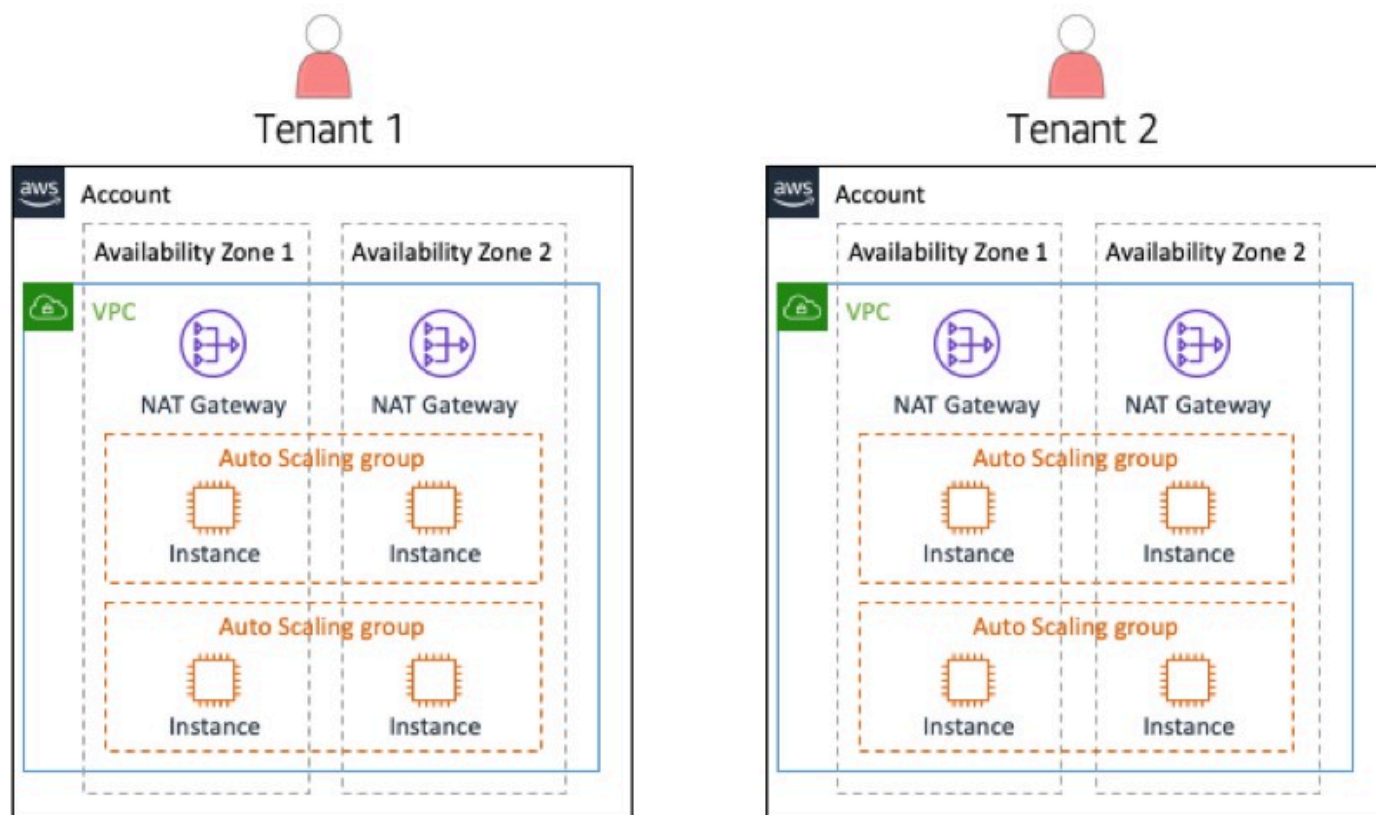 Tenant 1
Tenant 2
aws
Account
Availability Zone 1
Availability Zone 2
VPC
NAT Gateway
NAT Gateway
Auto Scaling group
Instance
Instance
Auto Scaling group
Instance
Instance
aws
Account
Availability Zone 1
Availability Zone 2
VPC
NAT Gateway
NAT Gateway
Auto Scaling group
Instance
Instance
Auto Scaling group
Instance
Instance